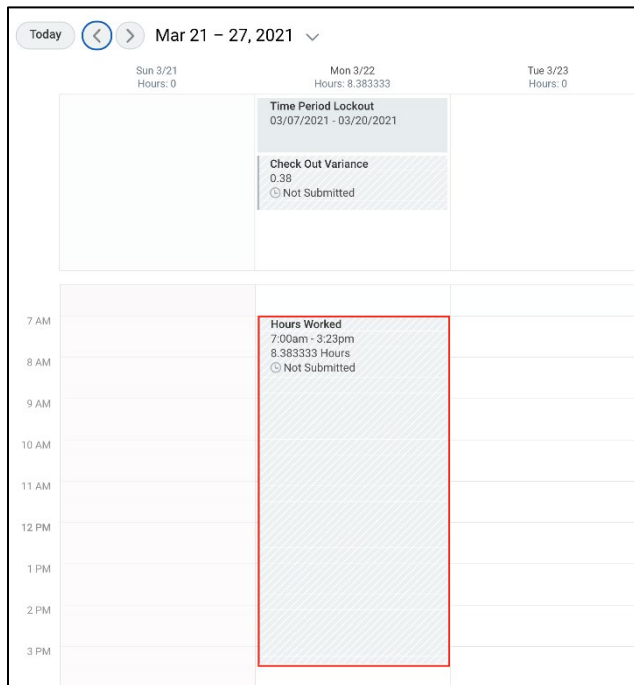 Today Mar 21 – 27, 2021
Sun 3/21
Hours: 0
Mon 3/22
Hours: 8.383333
Tue 3/23
Hours: 0
Time Period Lockout
03/07/2021 - 03/20/2021
Check Out Variance
0.38
Not Submitted
7 AM
8 AM
9 AM
10 AM
11 AM
12 PM
1 PM
2 PM
3 PM
Hours Worked
7:00am - 3:23pm
8.383333 Hours
Not Submitted